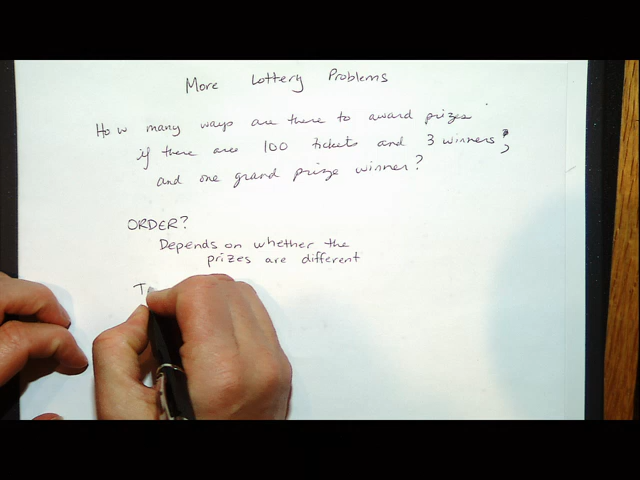 More Lottery Problems
How many ways are there to award prizes
if there are 100 tickets and 3 winners;
and one grand prize winner?
ORDER?
Depends on whether the
prizes are different
T